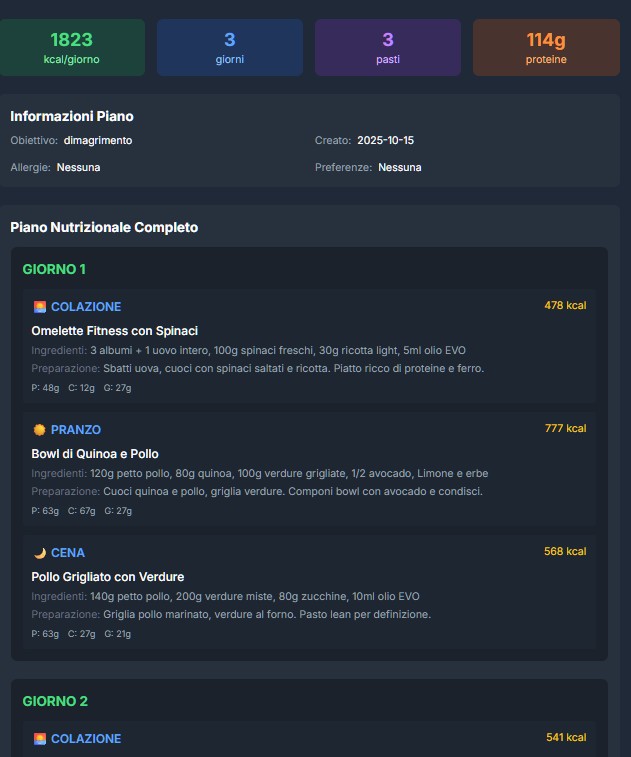 1823
kcal/giorno
3
giorni
3
pasti
114g
proteine
Informazioni Piano
Obiettivo: dimagrimento
Creato: 2025-10-15
Allergie: Nessuna
Preferenze: Nessuna
Piano Nutrizionale Completo
GIORNO 1
COLAZIONE 478 kcal
Omelette Fitness con Spinaci
Ingredienti: 3 albumi + 1 uovo intero, 100g spinaci freschi, 30g ricotta light, 5ml olio EVO
Preparazione: Sbatti uova, cuoci con spinaci saltati e ricotta. Piatto ricco di proteine e ferro.
P: 48g C: 12g G: 27g
PRANZO 777 kcal
Bowl di Quinoa e Pollo
Ingredienti: 120g petto pollo, 80g quinoa, 100g verdure grigliate, 1/2 avocado, Limone e erbe
Preparazione: Cuoci quinoa e pollo, griglia verdure. Componi bowl con avocado e condisci.
P: 63g C: 67g G: 27g
CENA 568 kcal
Pollo Grigliato con Verdure
Ingredienti: 140g petto pollo, 200g verdure miste, 80g zucchine, 10ml olio EVO
Preparazione: Griglia pollo marinato, verdure al forno. Pasto lean per definizione.
P: 63g C: 27g G: 21g
GIORNO 2
COLAZIONE 541 kcal